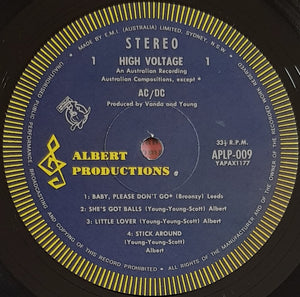 MADE IN AUSTRALIA BY E.M.I. (AUSTRALIA) LIMITED, SYDNEY, N.S.W.
UNAUTHORISED PUBLIC PERFORMANCE, BROADCASTING AND COPYING OF THIS RECORD PROHIBITED • ALL RIGHTS OF THE RECORD MANUFACTURER AND OF THE OWNER OF THE RECORDED WORK RESERVED
STEREO
1 HIGH VOLTAGE 1
An Australian Recording
Australian Compositions, except *
AC/DC
Produced by Vanda and Young
33⅓ R.P.M.
APLP-009
YAPAX1177
ALBERT
PRODUCTIONS
1: BABY, PLEASE DON'T GO* (Broonzy) Leeds
2: SHE'S GOT BALLS (Young-Young-Scott) Albert
3: LITTLE LOVER (Young-Young-Scott) Albert
4: STICK AROUND
(Young-Young-Scott) Albert